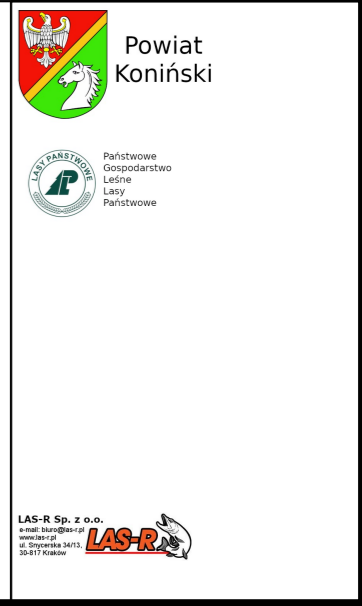 Powiat
Koniński
LASY PAŃSTWOWE
Państwowe
Gospodarstwo
Leśne
Lasy
Państwowe
LAS-R Sp. z o.o.
e-mail: biuro@las-r.pl
www.las-r.pl
ul. Snycerska 34/13,
30-817 Kraków
LAS-R